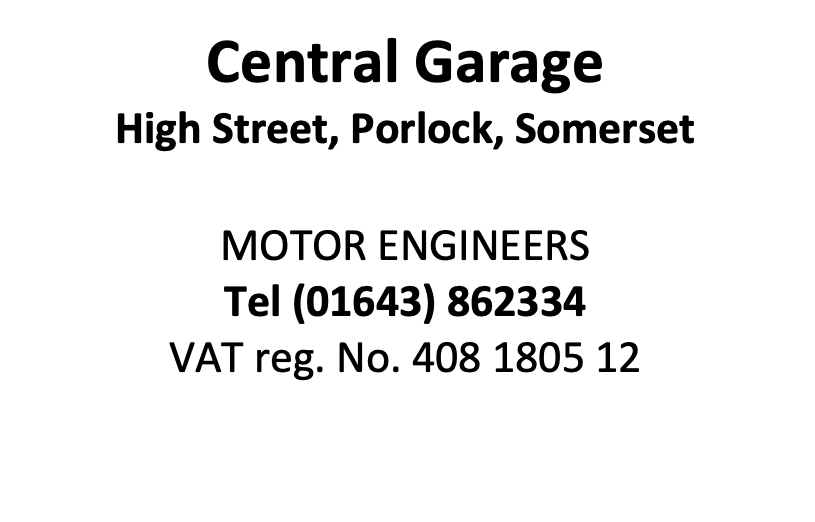 Central Garage
High Street, Porlock, Somerset
MOTOR ENGINEERS
Tel (01643) 862334
VAT reg. No. 408 1805 12